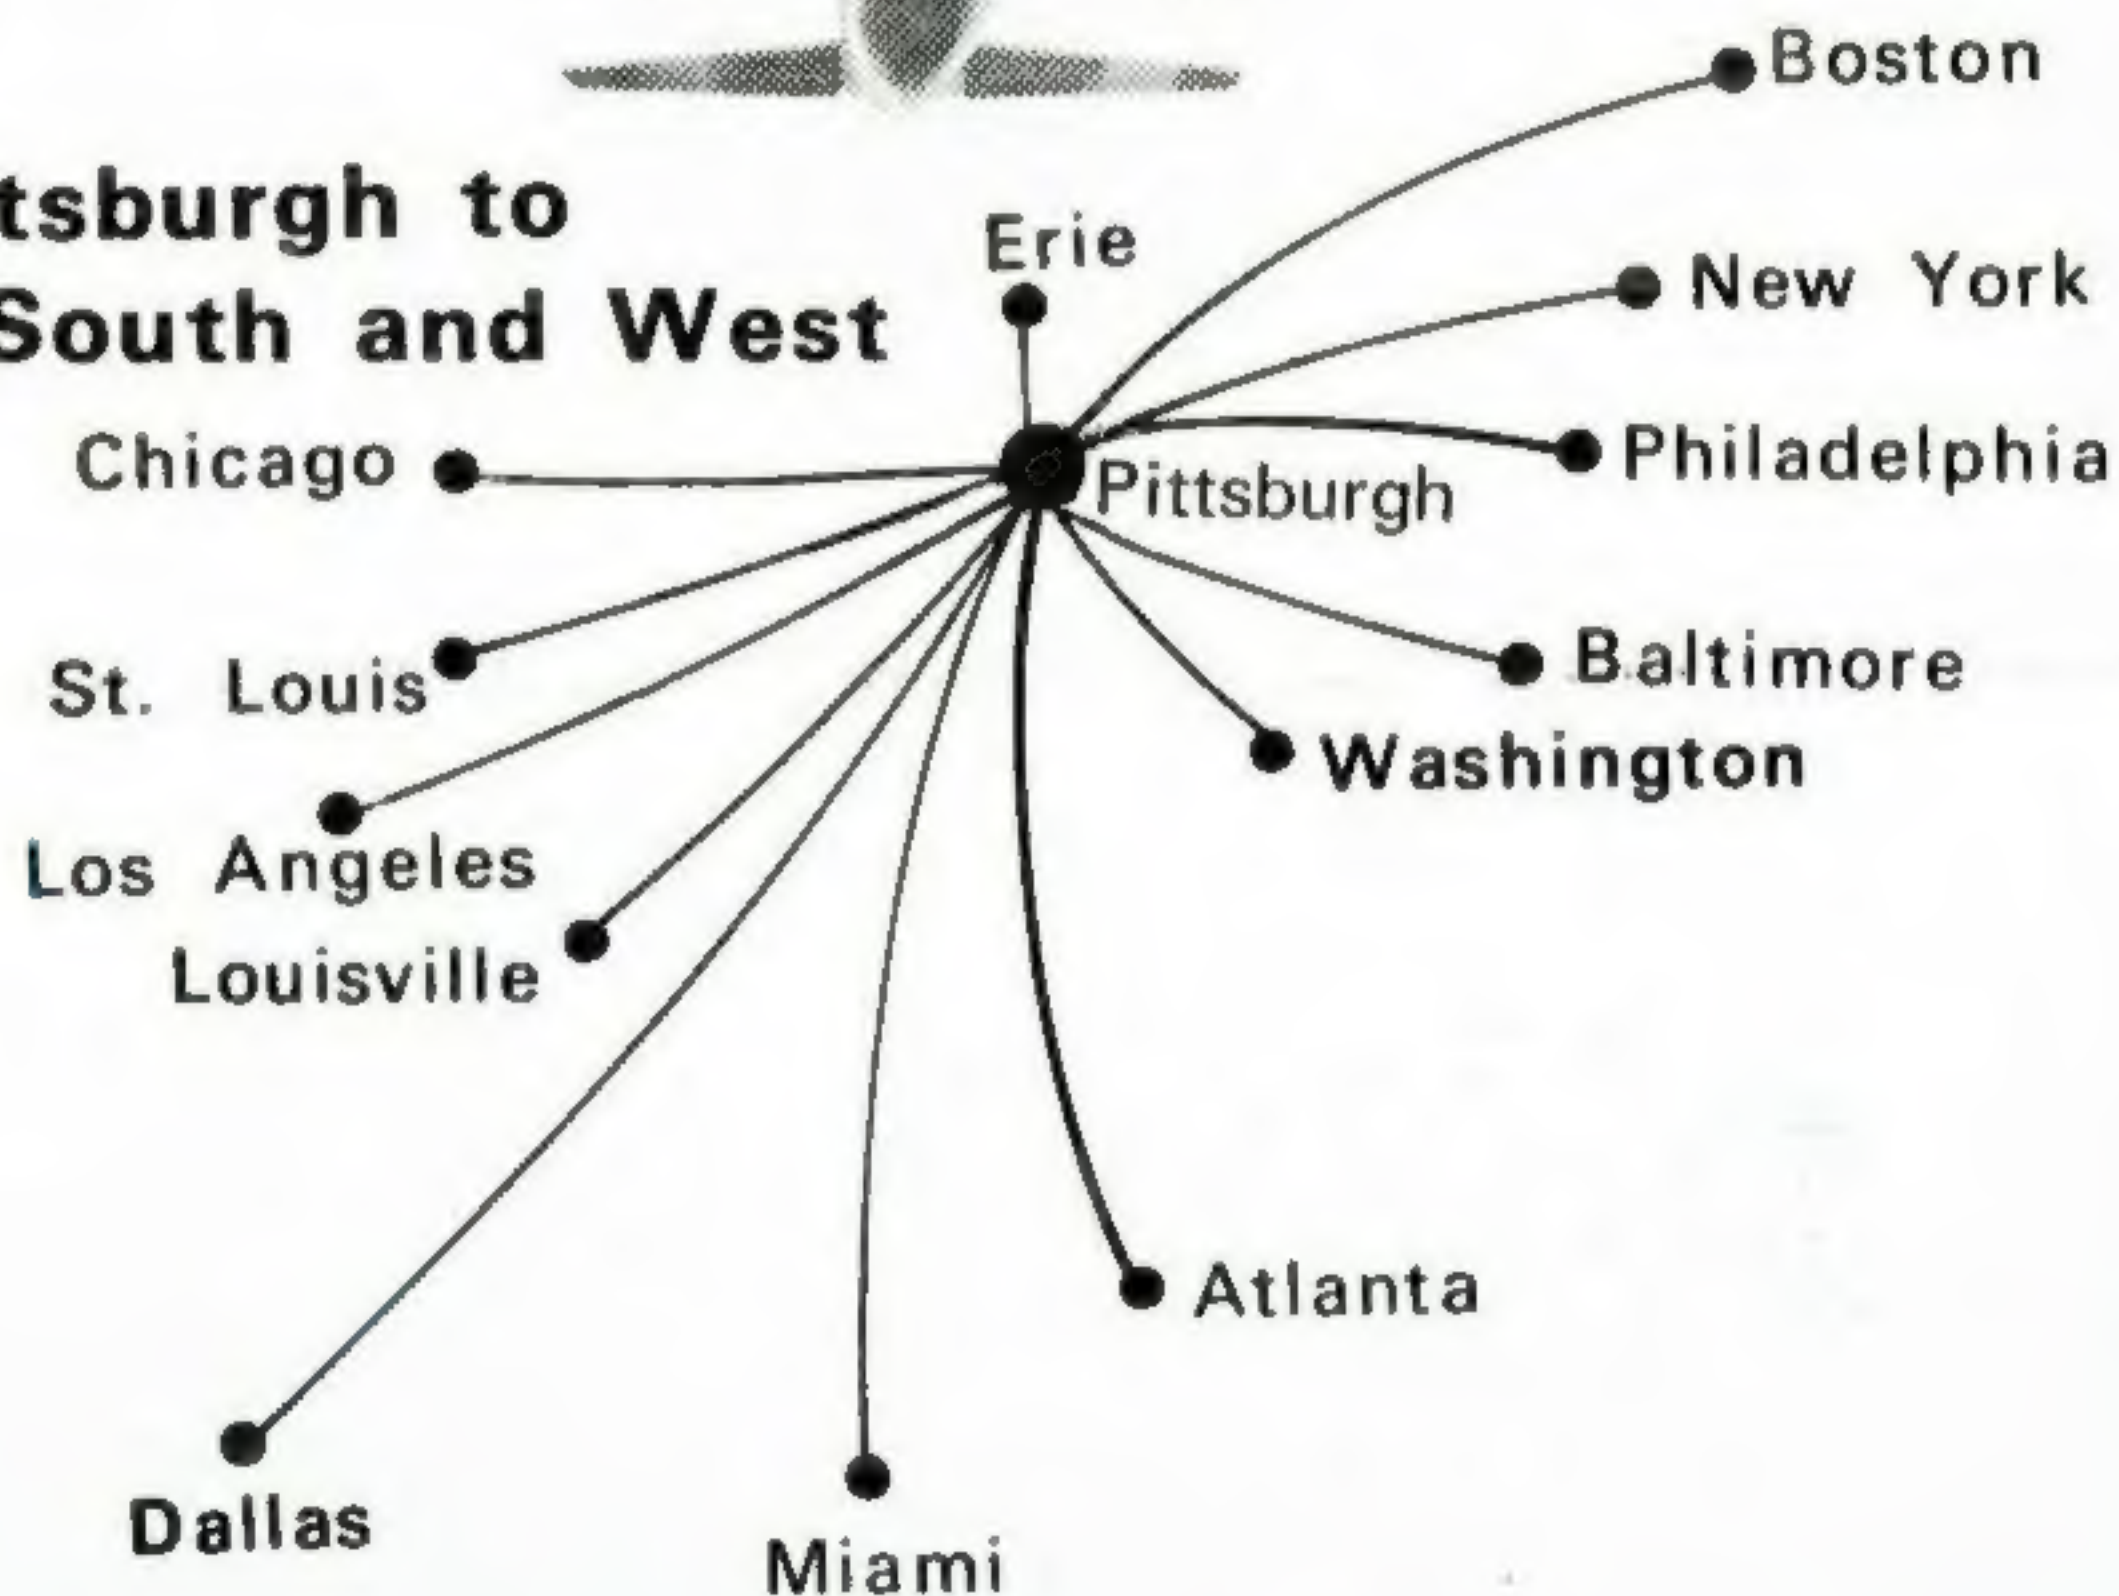 Boston
tsburgh to
Erie
South and West
New York
Chicago
Philadelphia
Pittsburgh
St. Louis
Baltimore
Washington
Los Angeles
Louisville
Atlanta
Dallas
Miami